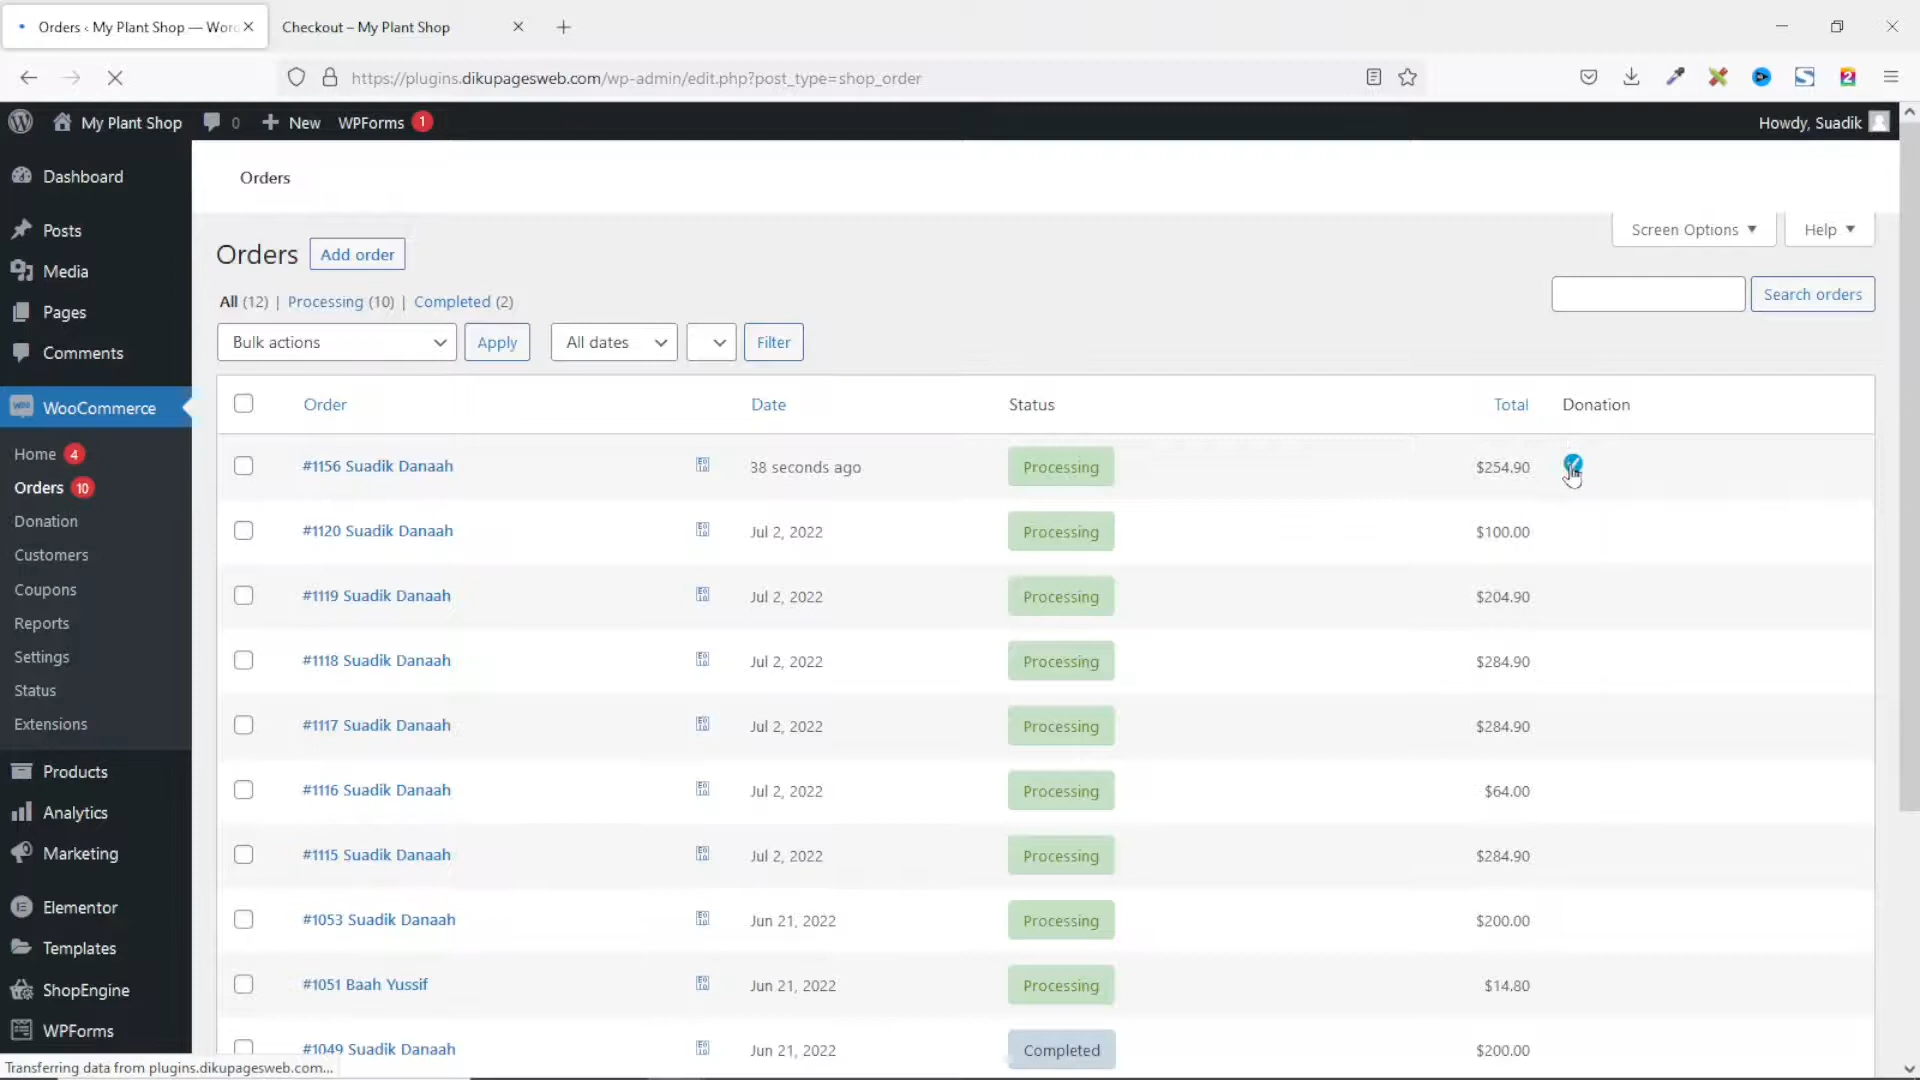 Orders ‹ My Plant Shop — Word
Checkout – My Plant Shop
https://plugins.dikupagesweb.com/wp-admin/edit.php?post_type=shop_order
My Plant Shop
0
New
WPForms 1
Howdy, Suadik
Dashboard
Posts
Media
Pages
Comments
WooCommerce
Home 4
Orders 10
Donation
Customers
Coupons
Reports
Settings
Status
Extensions
Products
Analytics
Marketing
Elementor
Templates
ShopEngine
WPForms
Orders
Screen Options
Help
Orders
Add order
All (12) | Processing (10) | Completed (2)
Search orders
Bulk actions
Apply
All dates
Filter
Order Date Status Total Donation
#1156 Suadik Danaah 38 seconds ago Processing $254.90
#1120 Suadik Danaah Jul 2, 2022 Processing $100.00
#1119 Suadik Danaah Jul 2, 2022 Processing $204.90
#1118 Suadik Danaah Jul 2, 2022 Processing $284.90
#1117 Suadik Danaah Jul 2, 2022 Processing $284.90
#1116 Suadik Danaah Jul 2, 2022 Processing $64.00
#1115 Suadik Danaah Jul 2, 2022 Processing $284.90
#1053 Suadik Danaah Jun 21, 2022 Processing $200.00
#1051 Baah Yussif Jun 21, 2022 Processing $14.80
#1049 Suadik Danaah Jun 21, 2022 Completed $200.00
Transferring data from plugins.dikupagesweb.com...